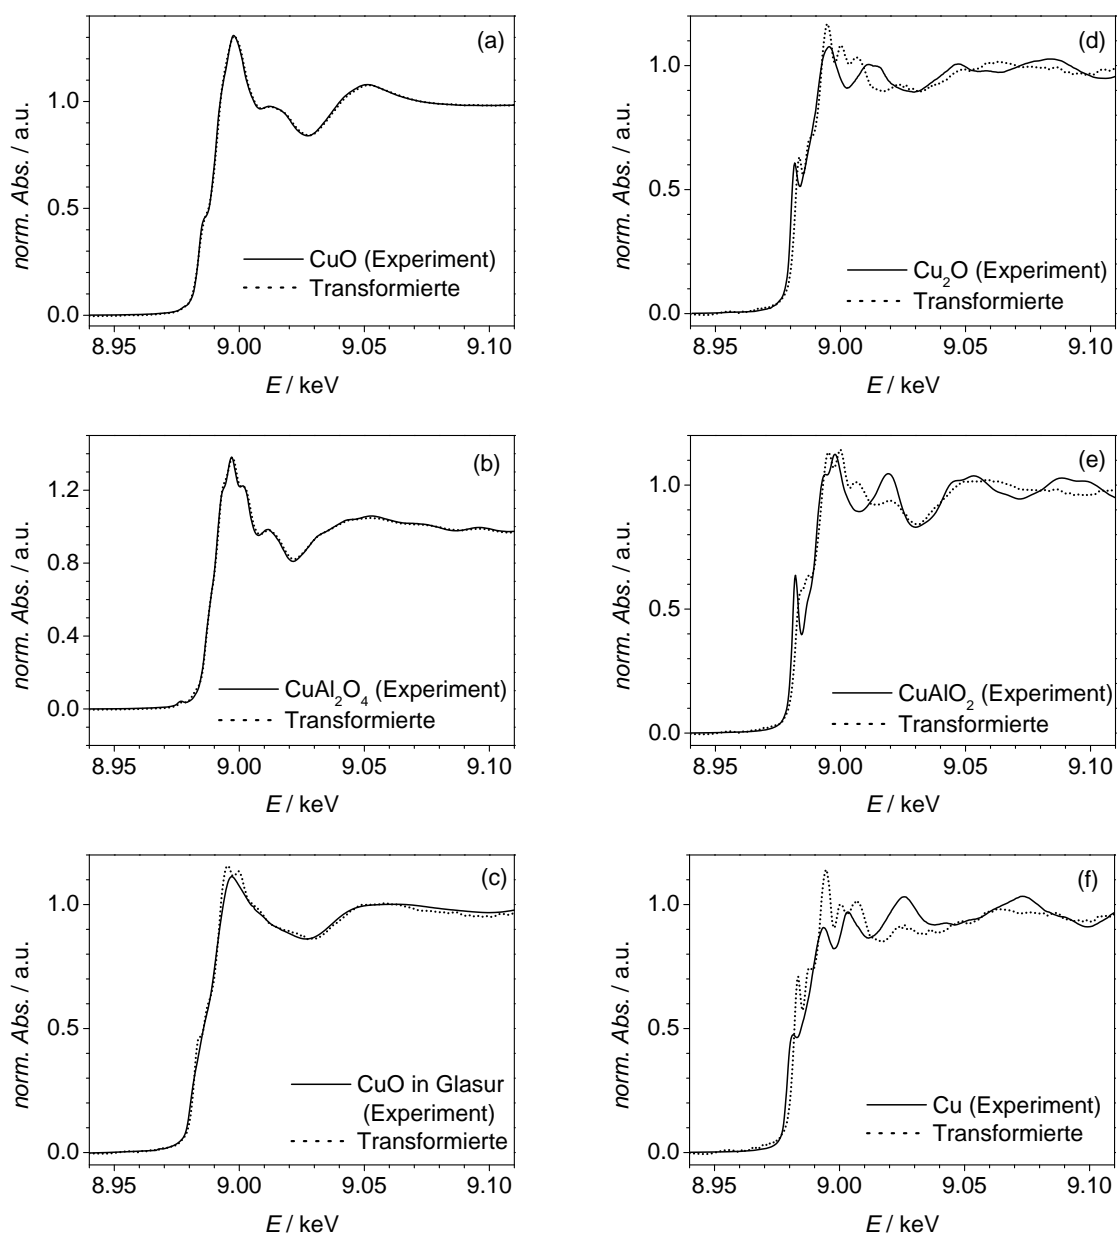 (a)
norm. Abs. / a.u.
1.0
0.5
0.0
CuO (Experiment)
Transformierte
8.95 9.00 9.05 9.10
E / keV
(d)
norm. Abs. / a.u.
1.0
0.5
0.0
Cu₂O (Experiment)
Transformierte
8.95 9.00 9.05 9.10
E / keV
(b)
norm. Abs. / a.u.
1.2
0.8
0.4
0.0
CuAl₂O₄ (Experiment)
Transformierte
8.95 9.00 9.05 9.10
E / keV
(e)
norm. Abs. / a.u.
1.0
0.5
0.0
CuAlO₂ (Experiment)
Transformierte
8.95 9.00 9.05 9.10
E / keV
(c)
norm. Abs. / a.u.
1.0
0.5
0.0
CuO in Glasur
(Experiment)
Transformierte
8.95 9.00 9.05 9.10
E / keV
(f)
norm. Abs. / a.u.
1.0
0.5
0.0
Cu (Experiment)
Transformierte
8.95 9.00 9.05 9.10
E / keV